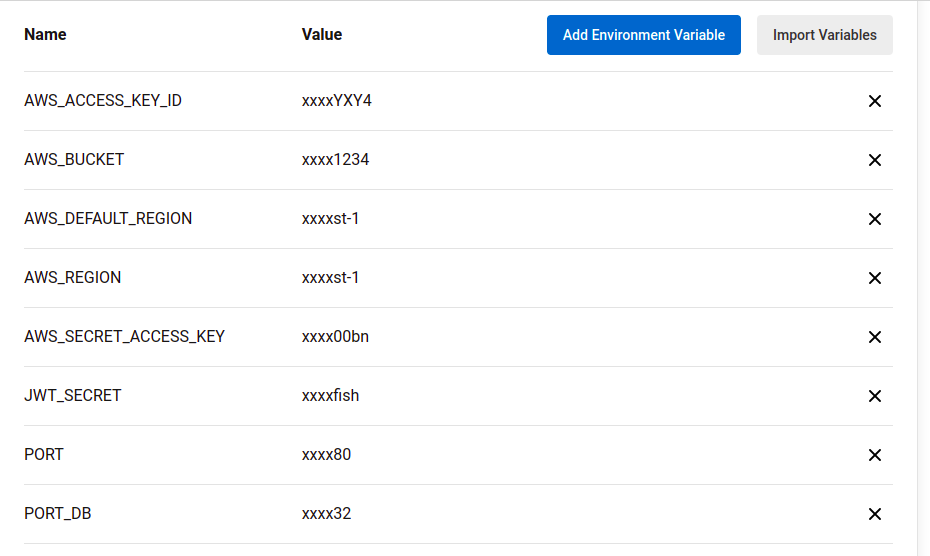 Name Value Add Environment Variable Import Variables
AWS_ACCESS_KEY_ID xxxxYXY4
AWS_BUCKET xxxx1234
AWS_DEFAULT_REGION xxxxst-1
AWS_REGION xxxxst-1
AWS_SECRET_ACCESS_KEY xxxx00bn
JWT_SECRET xxxxfish
PORT xxxx80
PORT_DB xxxx32